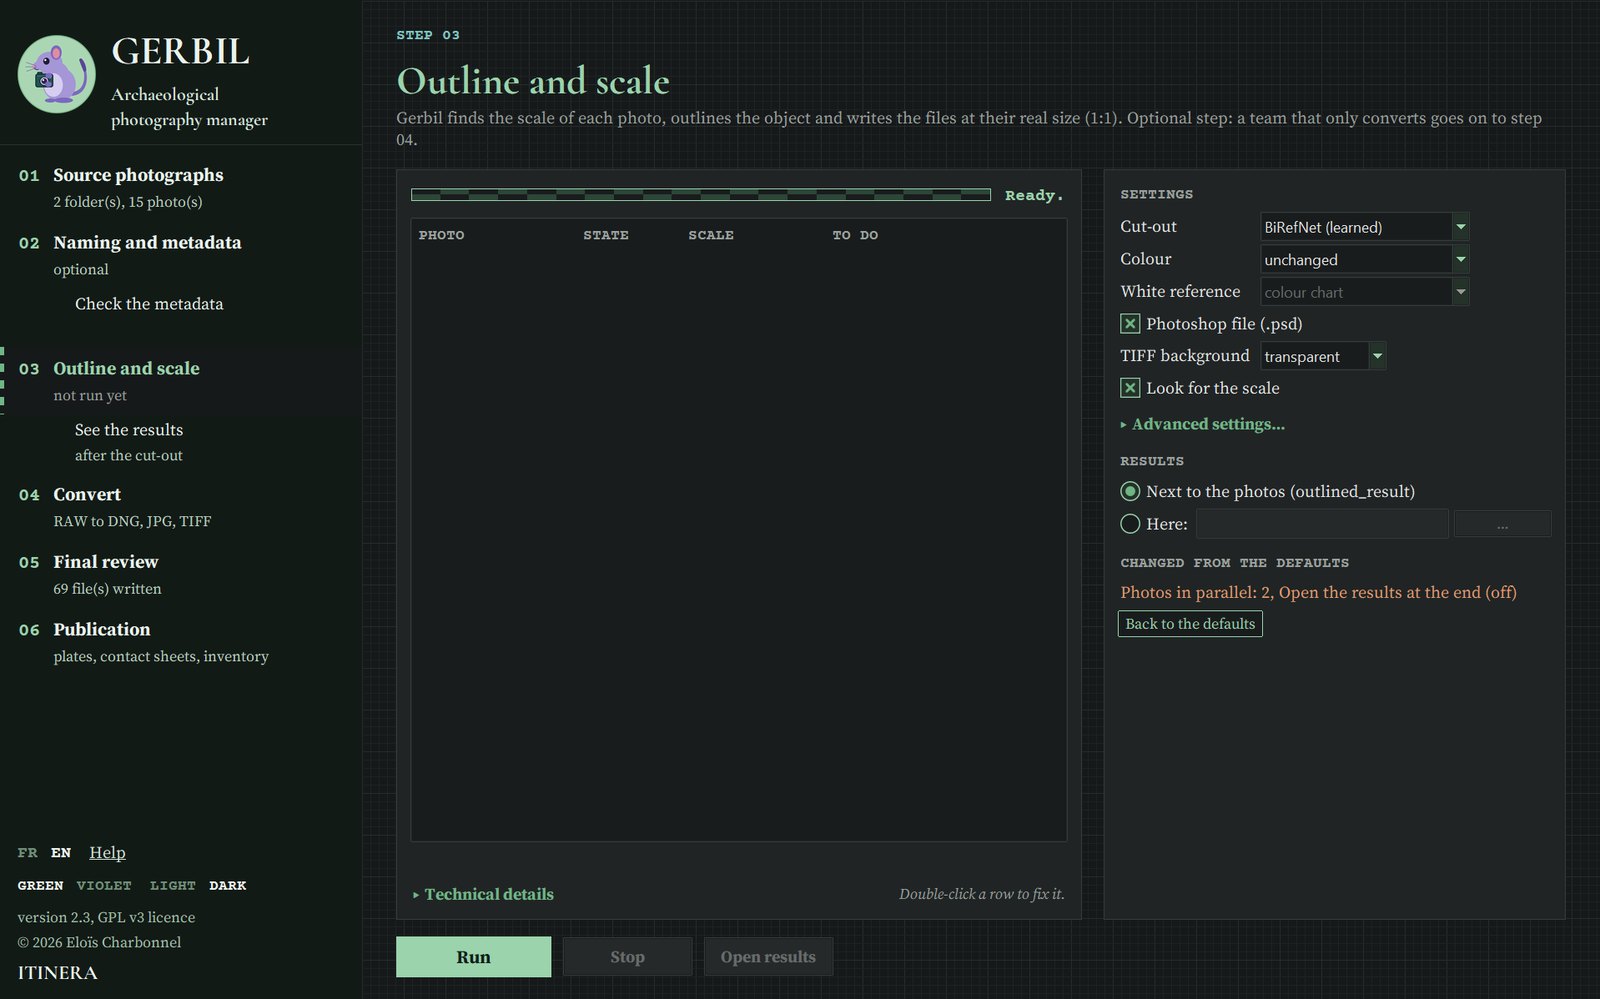 GERBIL
Archaeological
photography manager
01 Source photographs
2 folder(s), 15 photo(s)
02 Naming and metadata
optional
Check the metadata
03 Outline and scale
not run yet
See the results
after the cut-out
04 Convert
RAW to DNG, JPG, TIFF
05 Final review
69 file(s) written
06 Publication
plates, contact sheets, inventory
FR EN Help
GREEN VIOLET LIGHT DARK
version 2.3, GPL v3 licence
© 2026 Eloïs Charbonnel
ITINERA
STEP 03
Outline and scale
Gerbil finds the scale of each photo, outlines the object and writes the files at their real size (1:1). Optional step: a team that only converts goes on to step
04.
Ready.
PHOTO STATE SCALE TO DO
Technical details
Double-click a row to fix it.
Run Stop Open results
SETTINGS
Cut-out BiRefNet (learned)
Colour unchanged
White reference colour chart
Photoshop file (.psd)
TIFF background transparent
Look for the scale
Advanced settings...
RESULTS
Next to the photos (outlined_result)
Here: ...
CHANGED FROM THE DEFAULTS
Photos in parallel: 2, Open the results at the end (off)
Back to the defaults